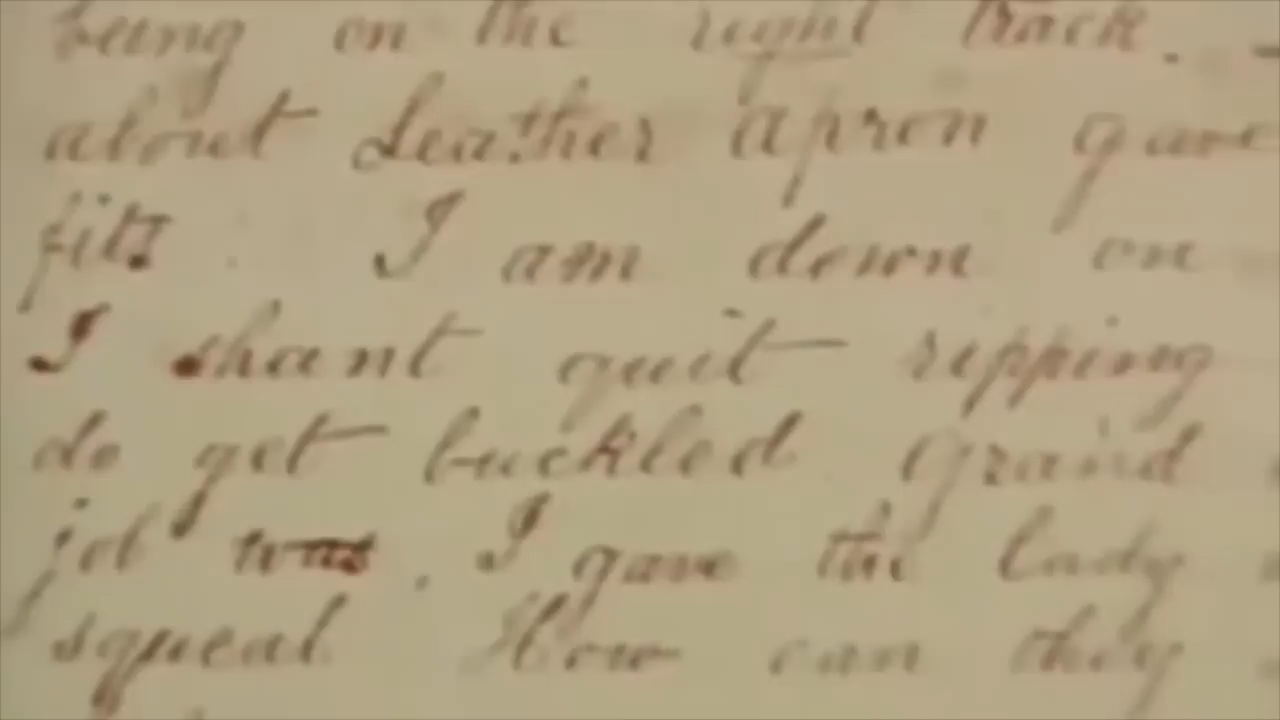 being on the right track.
about Leather Apron gave
fits. I am down on
I shant quit ripping
do get buckled. Grand
job was. I gave the lady
squeal. How can they